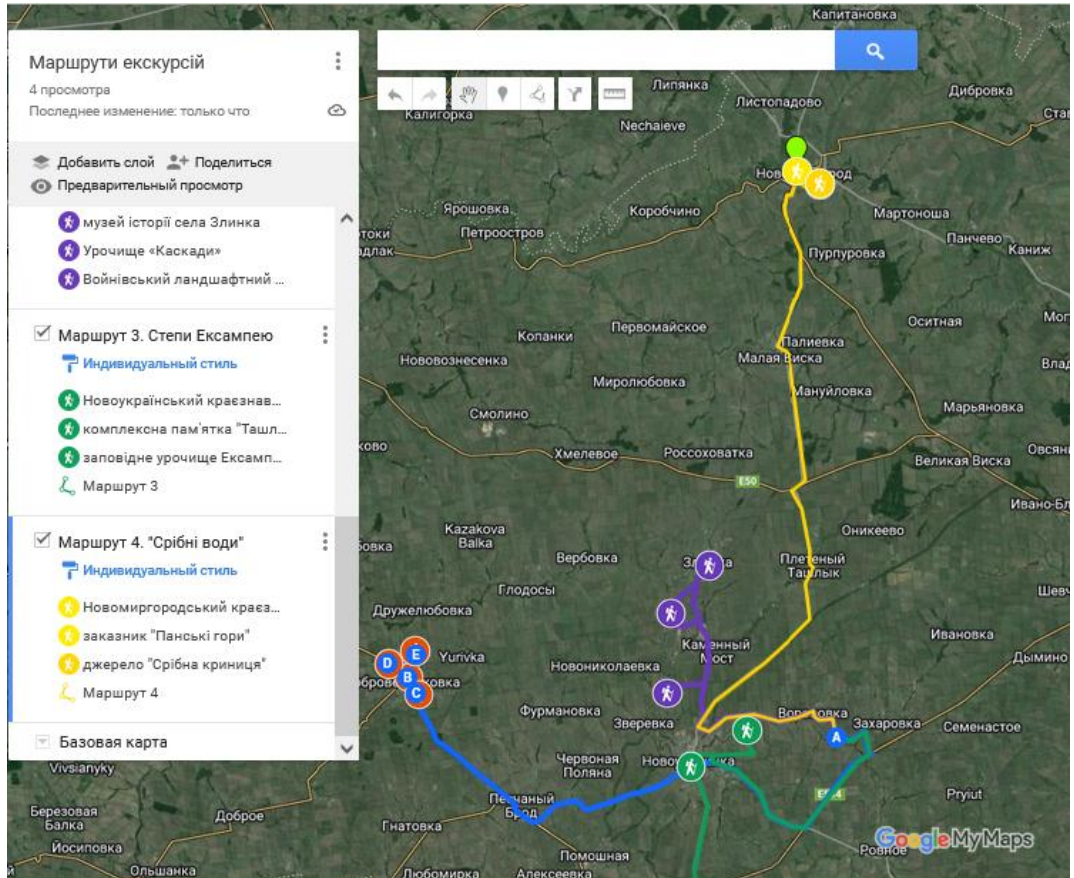 Маршрути екскурсій
4 просмотра
Последнее изменение: только что
Добавить слой
Поделиться
Предварительный просмотр
музей історії села Злинка
Урочище «Каскади»
Войнівський ландшафтний ...
Маршрут 3. Степи Ексампею
Индивидуальный стиль
Новоукраїнський краєзнав...
комплексна пам'ятка "Ташл...
заповідне урочище Ексамп...
Маршрут 3
Маршрут 4. "Срібні води"
Индивидуальный стиль
Новомиргородський краєз...
заказник "Панські гори"
джерело "Срібна криниця"
Маршрут 4
Базовая карта
Капитановка
Липянка
Дибровка
Листопадово
Калигорка
Nechaieve
Ярошовка
Коробчино
Мартоноша
Петроостров
Панчево
Каниж
Пурпуровка
Оситная
Копанки
Первомайское
Палиевка
Малая Виска
Нововознесенка
Миролюбовка
Мануйловка
Смолино
Марьяновка
Хмелевое
Россоховатка
Великая Виска
E50
Ивано-Бл
Kazakova
Balka
Оникеево
Вербовка
Плетеный
Ташлык
Глодосы
Дружелюбовка
Ивановка
Каменный
Мост
E
D
Yurivka
Новониколаевка
Дымино
B
C
Фурмановка
Зверевка
Захаровка
Семенастое
A
Червоная
Поляна
Vivsianyky
Песчаный
Брод
Pryiut
Березовая
Балка
Доброе
Гнатовка
Йосиповка
Помошная
Ровное
Google My Maps
Ольшанка
Любомирка
Алексеевка